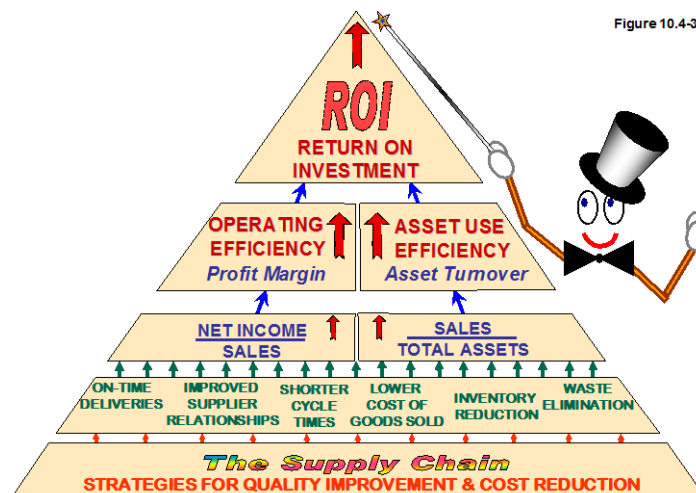 Figure 10.4-3
ROI
RETURN ON
INVESTMENT
OPERATING
EFFICIENCY
Profit Margin
ASSET USE
EFFICIENCY
Asset Turnover
NET INCOME
SALES
SALES
TOTAL ASSETS
ON-TIME
DELIVERIES
IMPROVED
SUPPLIER
RELATIONSHIPS
SHORTER
CYCLE
TIMES
LOWER
COST OF
GOODS SOLD
INVENTORY
REDUCTION
WASTE
ELIMINATION
The Supply Chain
STRATEGIES FOR QUALITY IMPROVEMENT & COST REDUCTION